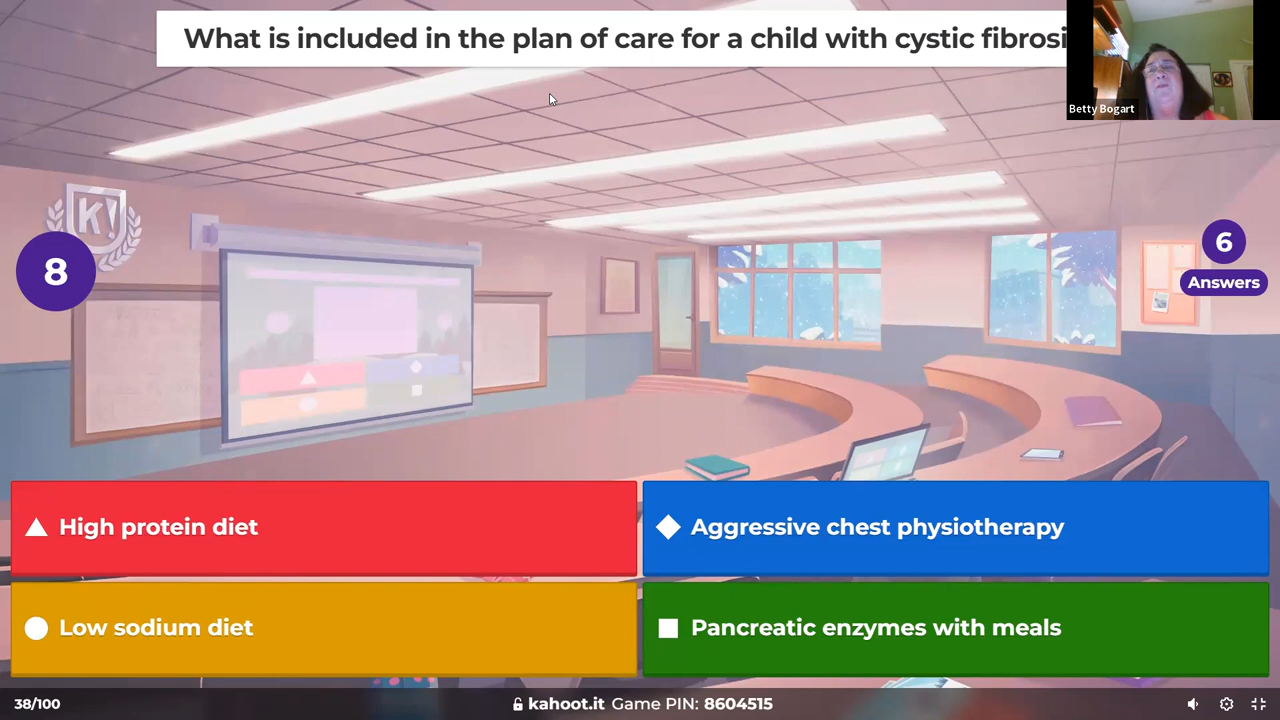 What is included in the plan of care for a child with cystic
Betty Bogart
K!
8
6
Answers
High protein diet
Aggressive chest physiotherapy
Low sodium diet
Pancreatic enzymes with meals
38/100
kahoot.it Game PIN: 8604515